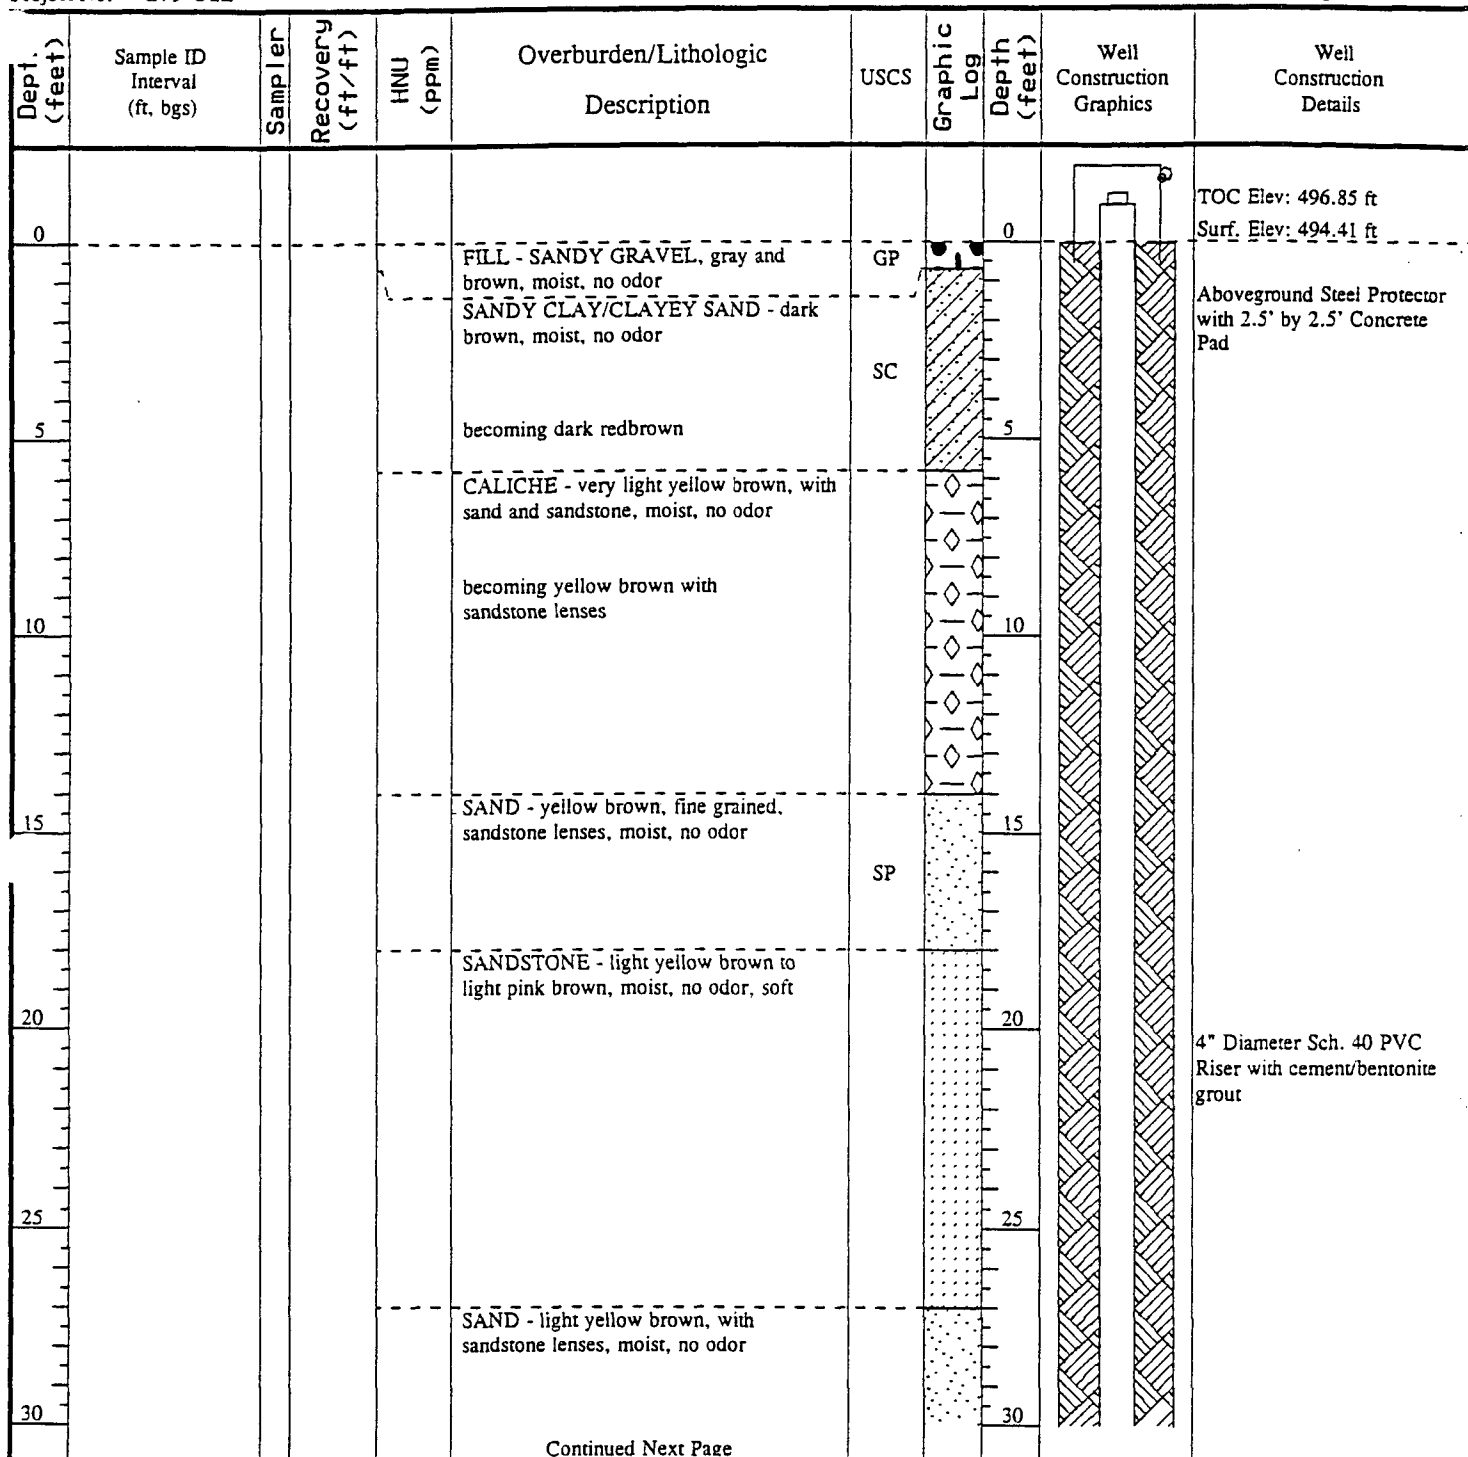 Dept. (feet)
Sample ID
Interval
(ft, bgs)
Sampler
Recovery
(ft/ft)
HNU
(ppm)
Overburden/Lithologic
Description
USCS
Graphic
Log
Depth
(feet)
Well
Construction
Graphics
Well
Construction
Details
TOC Elev: 496.85 ft
Surf. Elev: 494.41 ft
0
0
FILL - SANDY GRAVEL, gray and
brown, moist, no odor
GP
SANDY CLAY/CLAYEY SAND - dark
brown, moist, no odor
Aboveground Steel Protector
with 2.5' by 2.5' Concrete
Pad
SC
becoming dark redbrown
5
5
CALICHE - very light yellow brown, with
sand and sandstone, moist, no odor
becoming yellow brown with
sandstone lenses
10
10
SAND - yellow brown, fine grained,
sandstone lenses, moist, no odor
15
15
SP
SANDSTONE - light yellow brown to
light pink brown, moist, no odor, soft
20
20
4" Diameter Sch. 40 PVC
Riser with cement/bentonite
grout
25
25
SAND - light yellow brown, with
sandstone lenses, moist, no odor
30
30
Continued Next Page